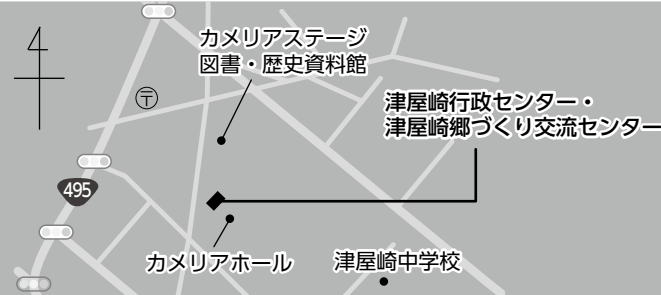 カメリアステージ
図書・歴史資料館
〒
津屋崎行政センター・
津屋崎郷づくり交流センター
495
カメリアホール
津屋崎中学校